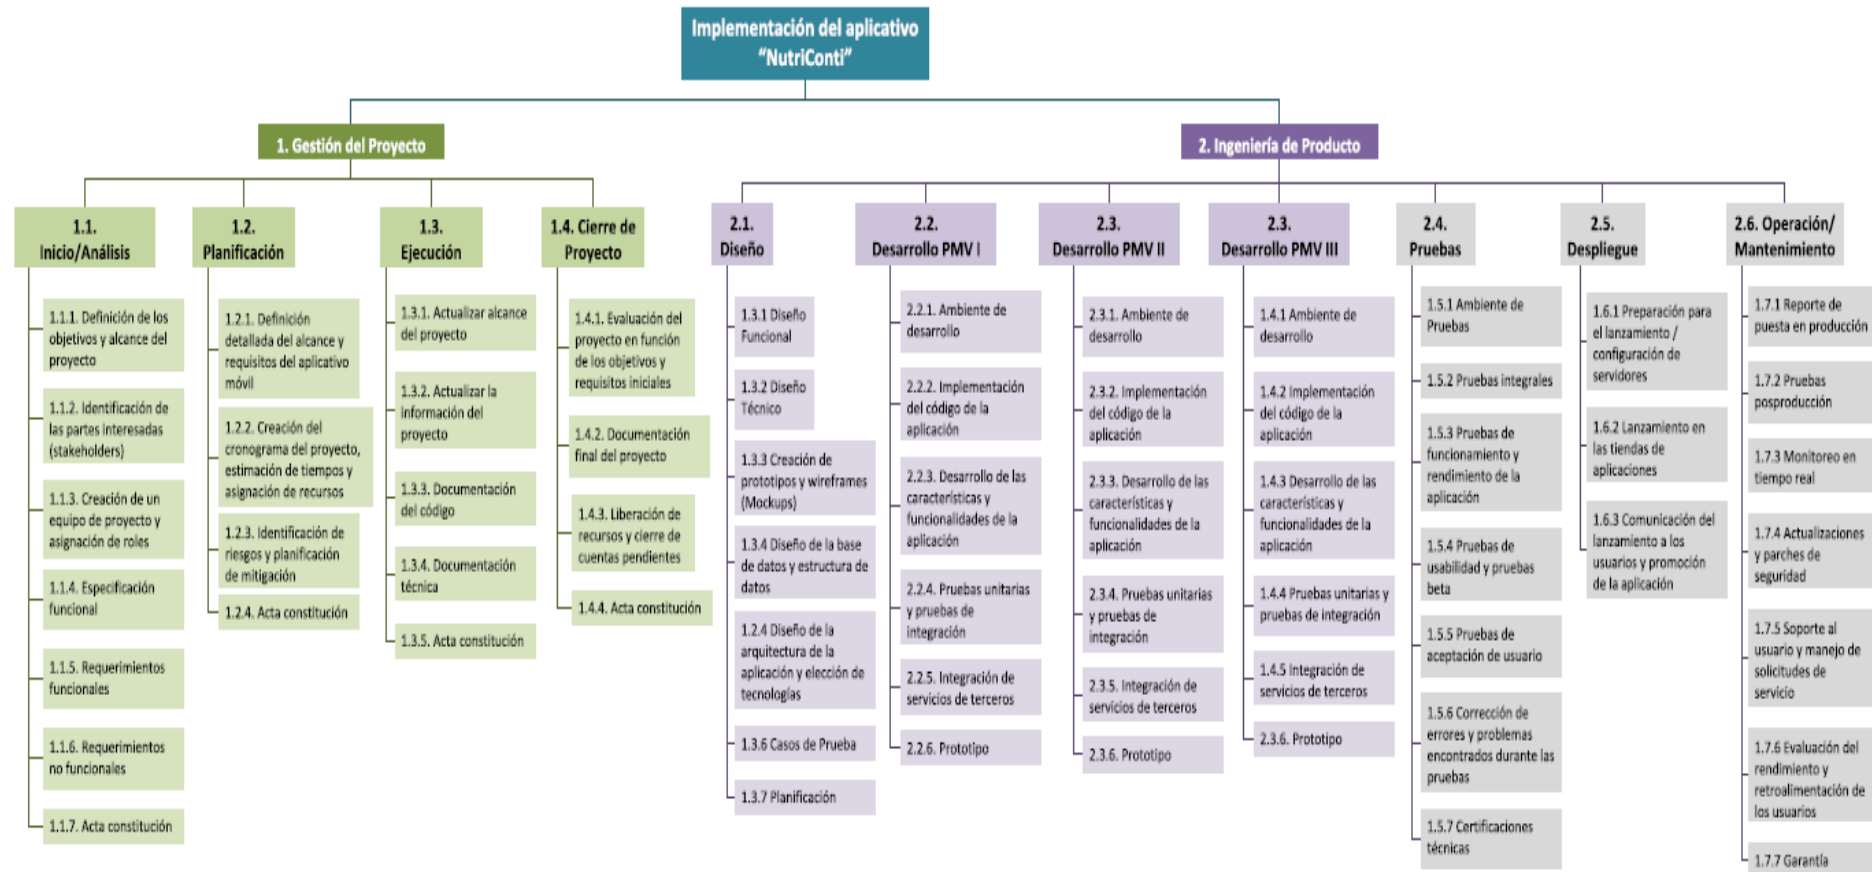 Implementación del aplicativo
“NutriConti”
1. Gestión del Proyecto
2. Ingeniería de Producto
1.1.
Inicio/Análisis
1.1.1. Definición de los
objetivos y alcance del
proyecto
1.1.2. Identificación de
las partes interesadas
(stakeholders)
1.1.3. Creación de un
equipo de proyecto y
asignación de roles
1.1.4. Especificación
funcional
1.1.5. Requerimientos
funcionales
1.1.6. Requerimientos
no funcionales
1.1.7. Acta constitución
1.2.
Planificación
1.2.1. Definición
detallada del alcance y
requisitos del aplicativo
móvil
1.2.2. Creación del
cronograma del proyecto,
estimación de tiempos y
asignación de recursos
1.2.3. Identificación de
riesgos y planificación
de mitigación
1.2.4. Acta constitución
1.3.
Ejecución
1.3.1. Actualizar alcance
del proyecto
1.3.2. Actualizar la
información del
proyecto
1.3.3. Documentación
del código
1.3.4. Documentación
técnica
1.3.5. Acta constitución
1.4. Cierre de
Proyecto
1.4.1. Evaluación del
proyecto en función
de los objetivos y
requisitos iniciales
1.4.2. Documentación
final del proyecto
1.4.3. Liberación de
recursos y cierre de
cuentas pendientes
1.4.4. Acta constitución
2.1.
Diseño
1.3.1 Diseño
Funcional
1.3.2 Diseño
Técnico
1.3.3 Creación de
prototipos y wireframes
(Mockups)
1.3.4 Diseño de la base
de datos y estructura de
datos
1.2.4 Diseño de la
arquitectura de la
aplicación y elección de
tecnologías
1.3.6 Casos de Prueba
1.3.7 Planificación
2.2.
Desarrollo PMV I
2.2.1. Ambiente de
desarrollo
2.2.2. Implementación
del código de la
aplicación
2.2.3. Desarrollo de las
características y
funcionalidades de la
aplicación
2.2.4. Pruebas unitarias
y pruebas de
integración
2.2.5. Integración de
servicios de terceros
2.2.6. Prototipo
2.3.
Desarrollo PMV II
2.3.1. Ambiente de
desarrollo
2.3.2. Implementación
del código de la
aplicación
2.3.3. Desarrollo de las
características y
funcionalidades de la
aplicación
2.3.4. Pruebas unitarias
y pruebas de
integración
2.3.5. Integración de
servicios de terceros
2.3.6. Prototipo
2.3.
Desarrollo PMV III
1.4.1 Ambiente de
desarrollo
1.4.2 Implementación
del código de la
aplicación
1.4.3 Desarrollo de las
características y
funcionalidades de la
aplicación
1.4.4 Pruebas unitarias y
pruebas de integración
1.4.5 Integración de
servicios de terceros
2.3.6. Prototipo
2.4.
Pruebas
1.5.1 Ambiente de
Pruebas
1.5.2 Pruebas integrales
1.5.3 Pruebas de
funcionamiento y
rendimiento de la
aplicación
1.5.4 Pruebas de
usabilidad y pruebas
beta
1.5.5 Pruebas de
aceptación de usuario
1.5.6 Corrección de
errores y problemas
encontrados durante las
pruebas
1.5.7 Certificaciones
técnicas
2.5.
Despliegue
1.6.1 Preparación para
el lanzamiento /
configuración de
servidores
1.6.2 Lanzamiento en
las tiendas de
aplicaciones
1.6.3 Comunicación del
lanzamiento a los
usuarios y promoción
de la aplicación
2.6. Operación/
Mantenimiento
1.7.1 Reporte de
puesta en producción
1.7.2 Pruebas
posproducción
1.7.3 Monitoreo en
tiempo real
1.7.4 Actualizaciones
y parches de
seguridad
1.7.5 Soporte al
usuario y manejo de
solicitudes de
servicio
1.7.6 Evaluación del
rendimiento y
retroalimentación de
los usuarios
1.7.7 Garantía